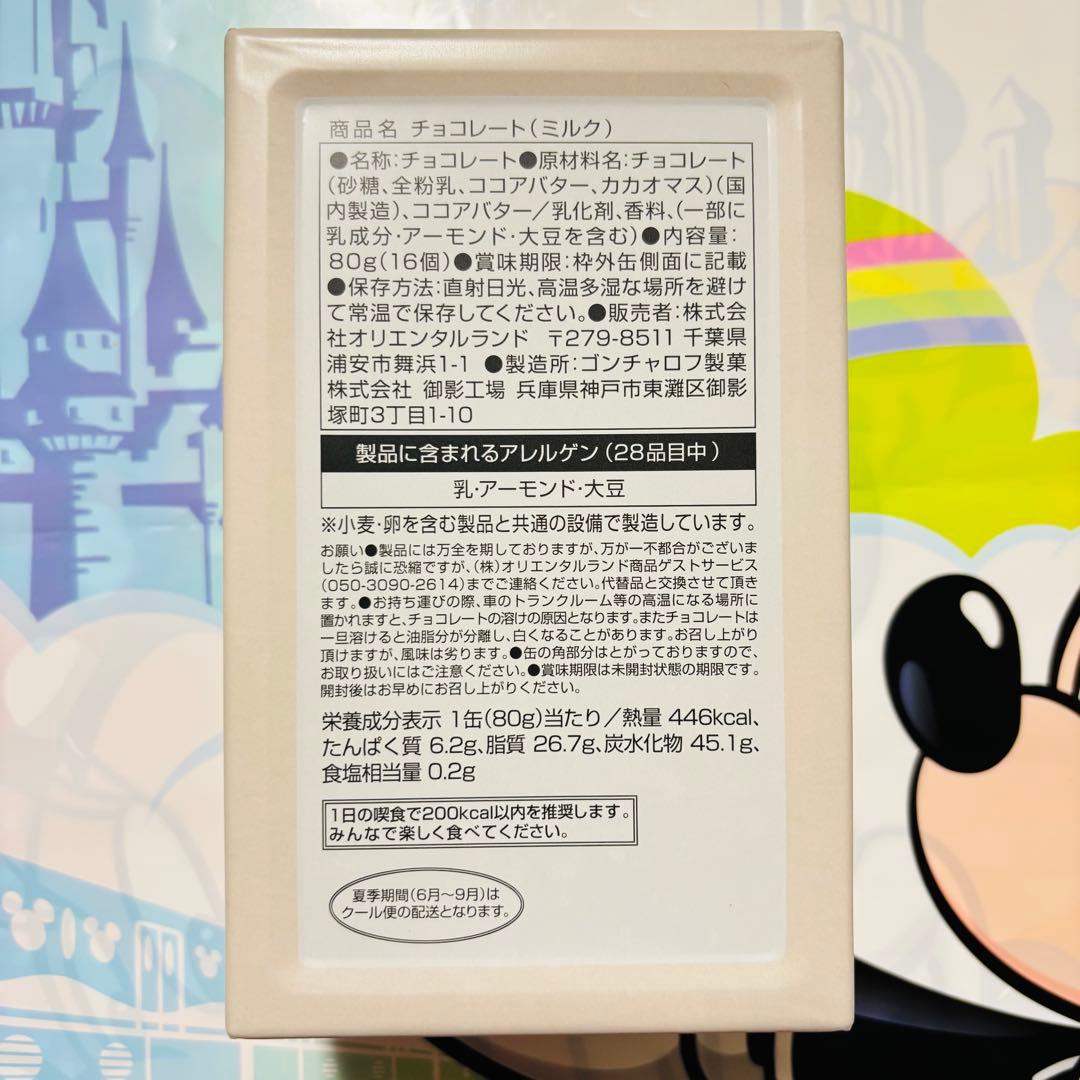 商品名 チョコレート(ミルク)
●名称:チョコレート●原材料名:チョコレート
(砂糖、全粉乳、ココアバター、カカオマス)(国
内製造)、ココアバター/乳化剤、香料、(一部に
乳成分・アーモンド・大豆を含む)●内容量:
80g(16個)●賞味期限:枠外缶側面に記載
●保存方法:直射日光、高温多湿な場所を避け
て常温で保存してください。●販売者:株式会
社オリエンタルランド 〒279-8511 千葉県
浦安市舞浜1-1 ●製造所:ゴンチャロフ製菓
株式会社 御影工場 兵庫県神戸市東灘区御影
塚町3丁目1-10
製品に含まれるアレルゲン(28品目中)
乳・アーモンド・大豆
※小麦・卵を含む製品と共通の設備で製造しています。
お願い●製品には万全を期しておりますが、万が一不都合がございま
したら誠に恐縮ですが、(株)オリエンタルランド商品ゲストサービス
(050-3090-2614)までご連絡ください。代替品と交換させて頂き
ます。●お持ち運びの際、車のトランクルーム等の高温になる場所に
置かれますと、チョコレートの溶けの原因となります。またチョコレートは
一旦溶けると油脂分が分離し、白くなることがあります。お召し上がり
頂けますが、風味は劣ります。●缶の角部分はとがっておりますので、
お取り扱いにはご注意ください。●賞味期限は未開封状態の期限です。
開封後はお早めにお召し上がりください。
栄養成分表示 1缶(80g)当たり/熱量 446kcal、
たんぱく質 6.2g、脂質 26.7g、炭水化物 45.1g、
食塩相当量 0.2g
1日の喫食で200kcal以内を推奨します。
みんなで楽しく食べてください。
夏季期間(6月〜9月)は
クール便の配送となります。